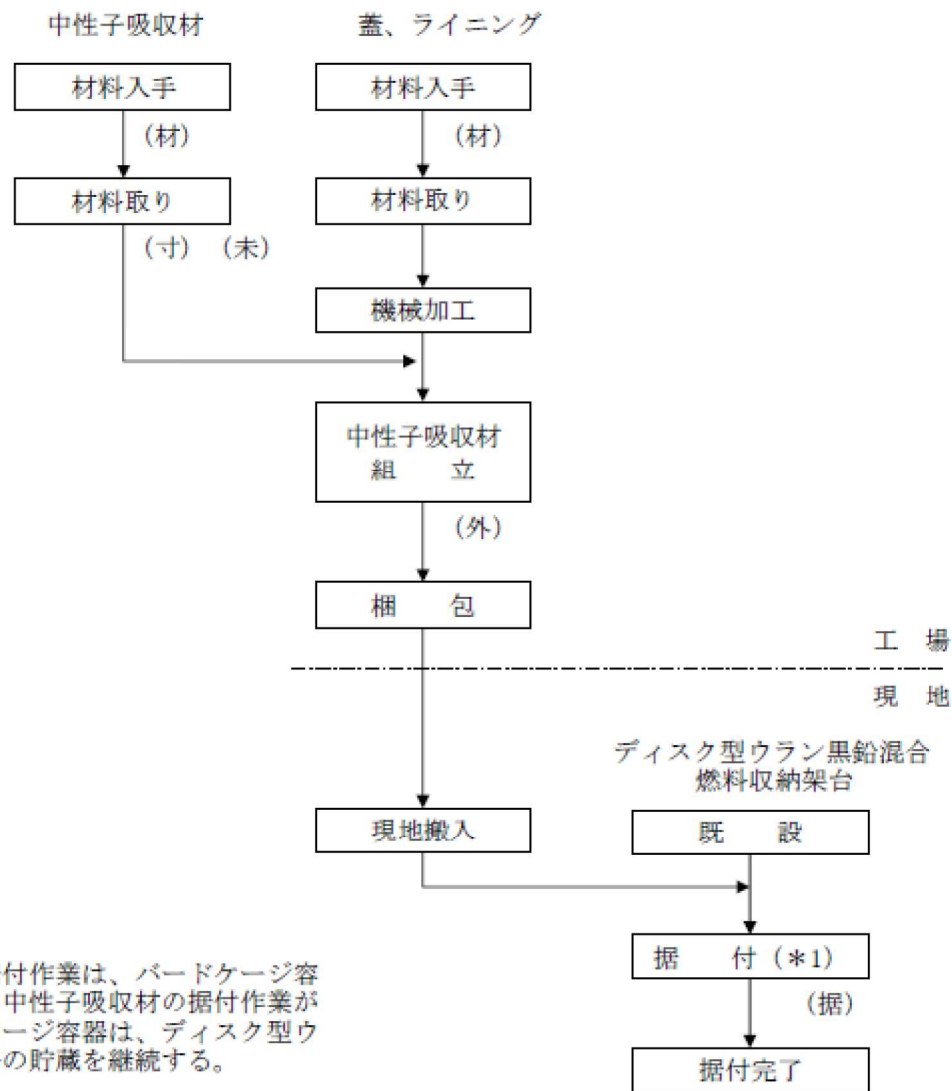 中性子吸収材
蓋、ライニング
材料入手
材料入手
(材)
(材)
材料取り
材料取り
(寸) (未)
機械加工
中性子吸収材
組 立
(外)
梱 包
工 場
現 地
ディスク型ウラン黒鉛混合
燃料収納架台
現地搬入
既 設
据 付(*1)
(据)
据付完了
付作業は、バードケージ容
中性子吸収材の据付作業が
ージ容器は、ディスク型ウ
の貯蔵を継続する。